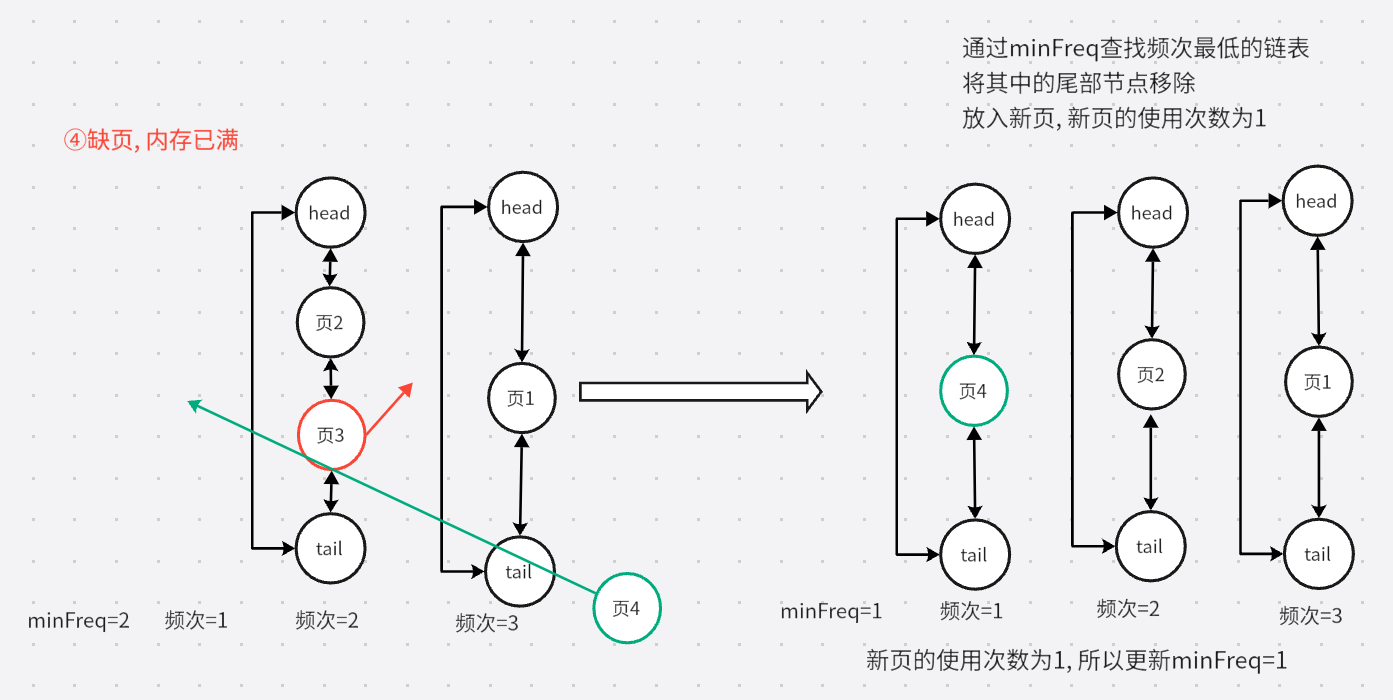 通过minFreq查找频次最低的链表
将其中的尾部节点移除
放入新页, 新页的使用次数为1
④缺页, 内存已满
head
页2
页3
tail
head
页1
tail
页4
minFreq=2
频次=1
频次=2
频次=3
head
页4
tail
head
页2
tail
head
页1
tail
minFreq=1
频次=1
频次=2
频次=3
新页的使用次数为1, 所以更新minFreq=1